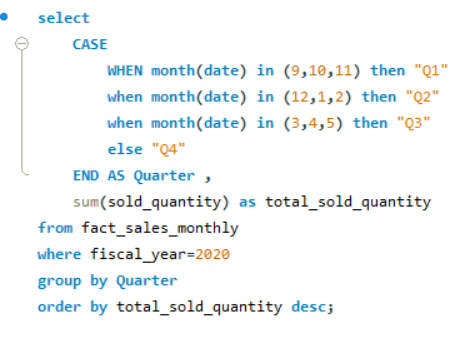 select
CASE
WHEN month(date) in (9,10,11) then "Q1"
when month(date) in (12,1,2) then "Q2"
when month(date) in (3,4,5) then "Q3"
else "Q4"
END AS Quarter ,
sum(sold_quantity) as total_sold_quantity
from fact_sales_monthly
where fiscal_year=2020
group by Quarter
order by total_sold_quantity desc;